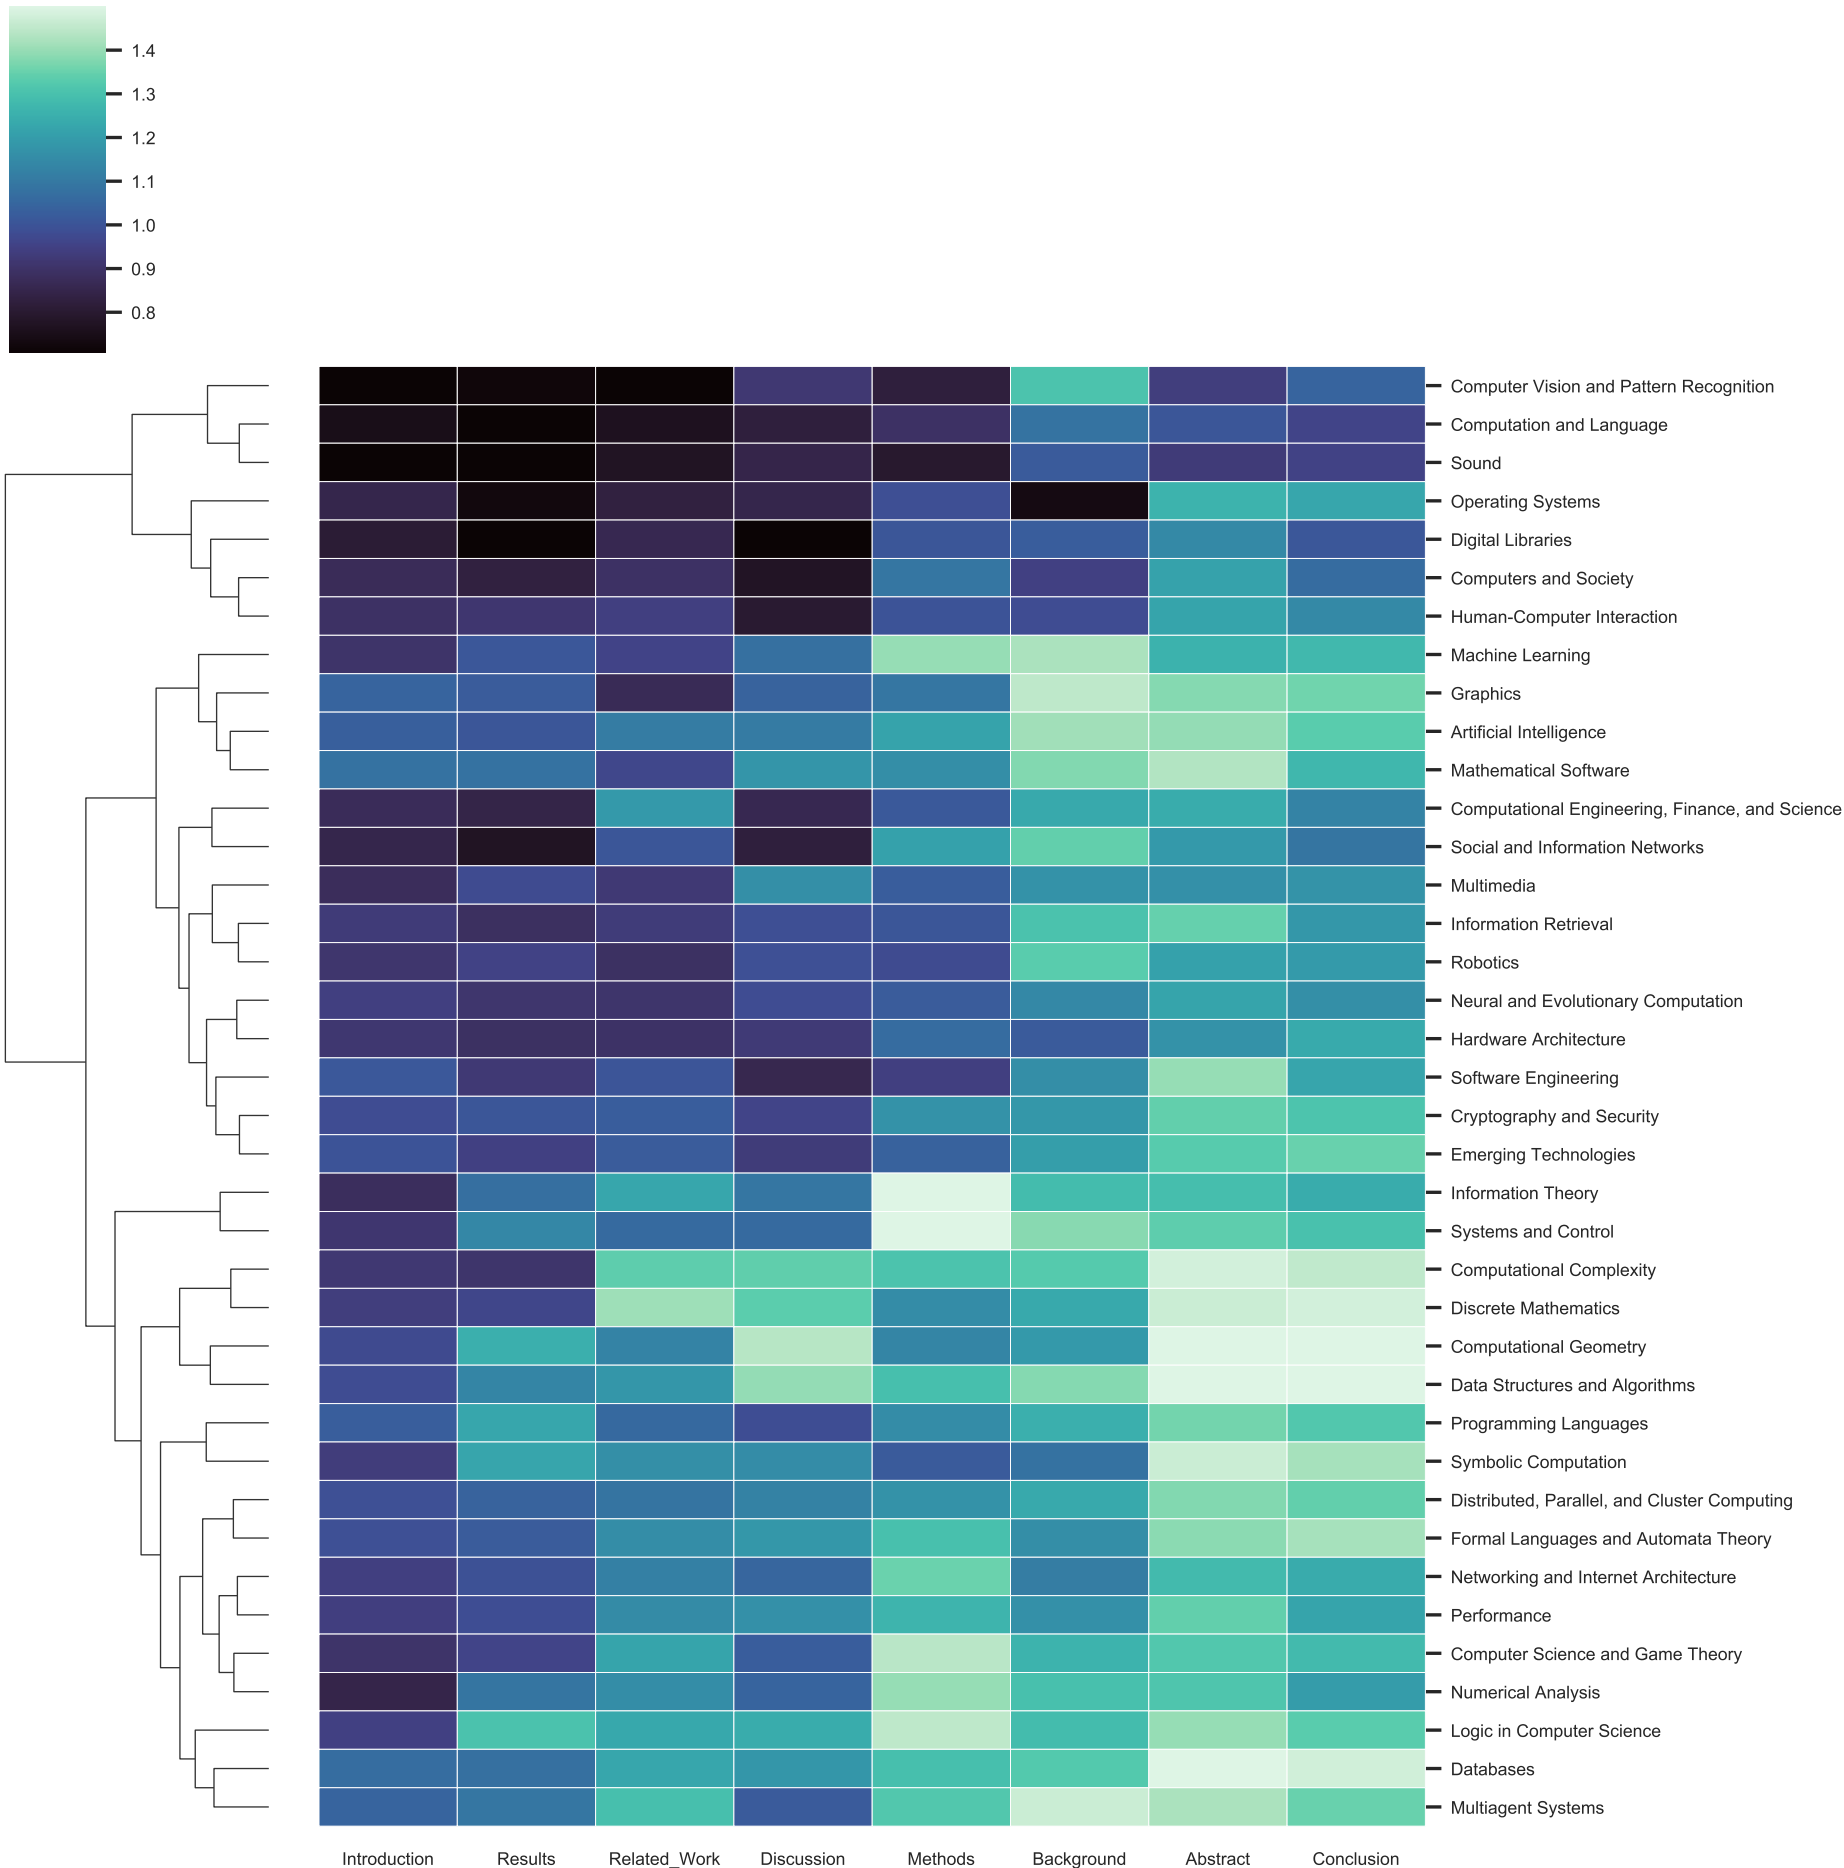 1.4
1.3
1.2
1.1
1.0
0.9
0.8
Computer Vision and Pattern Recognition
Computation and Language
Sound
Operating Systems
Digital Libraries
Computers and Society
Human-Computer Interaction
Machine Learning
Graphics
Artificial Intelligence
Mathematical Software
Computational Engineering, Finance, and Science
Social and Information Networks
Multimedia
Information Retrieval
Robotics
Neural and Evolutionary Computation
Hardware Architecture
Software Engineering
Cryptography and Security
Emerging Technologies
Information Theory
Systems and Control
Computational Complexity
Discrete Mathematics
Computational Geometry
Data Structures and Algorithms
Programming Languages
Symbolic Computation
Distributed, Parallel, and Cluster Computing
Formal Languages and Automata Theory
Networking and Internet Architecture
Performance
Computer Science and Game Theory
Numerical Analysis
Logic in Computer Science
Databases
Multiagent Systems
Introduction Results Related_Work Discussion Methods Background Abstract Conclusion